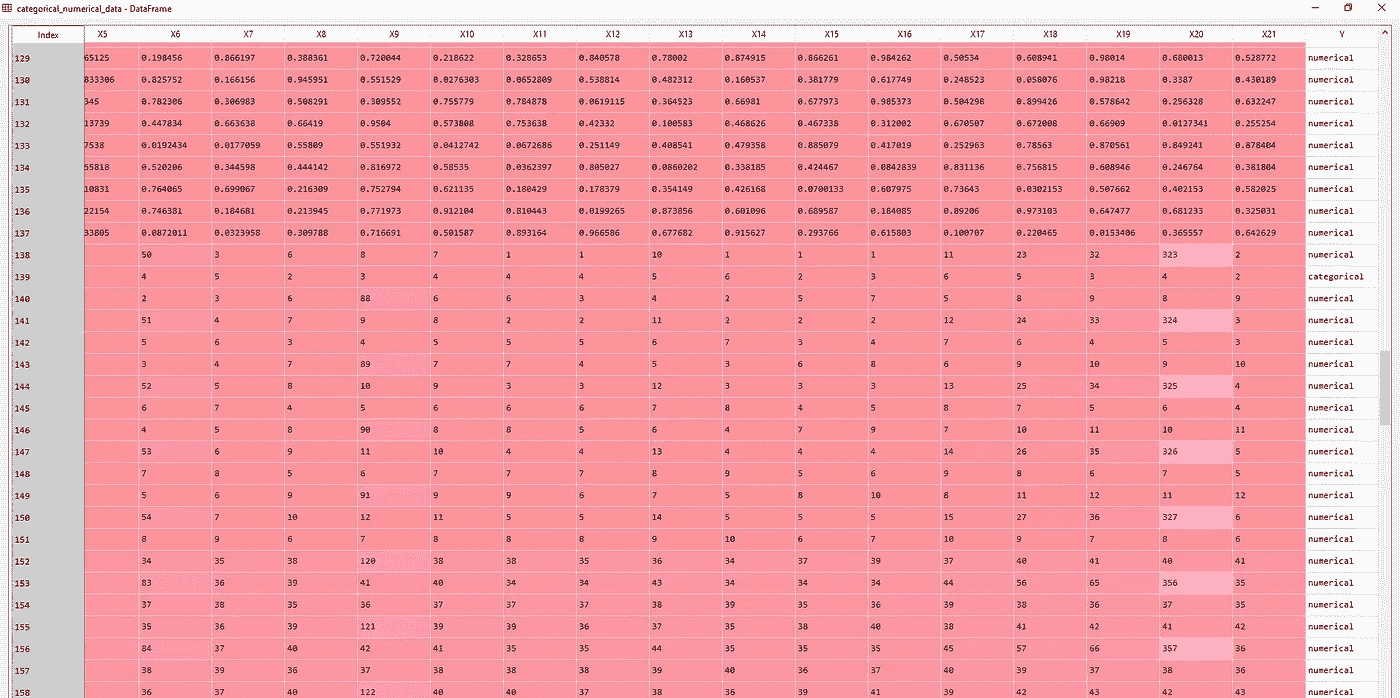 categorical_numerical_data - DataFrame
Index X5 X6 X7 X8 X9 X10 X11 X12 X13 X14 X15 X16 X17 X18 X19 X20 X21 Y
129 65125 0.198456 0.866197 0.388361 0.720044 0.218622 0.328653 0.840578 0.78002 0.874915 0.866261 0.984262 0.50534 0.608941 0.98014 0.680013 0.528772 numerical
130 833306 0.825752 0.166156 0.945951 0.551529 0.0276303 0.0652809 0.538814 0.482312 0.160537 0.381779 0.617749 0.248523 0.058076 0.98218 0.3387 0.430189 numerical
131 345 0.782306 0.306983 0.508291 0.309552 0.755779 0.784878 0.0619115 0.364523 0.66981 0.677973 0.985373 0.504298 0.899426 0.578642 0.256328 0.632247 numerical
132 13739 0.447834 0.663638 0.66419 0.9504 0.573808 0.753638 0.42332 0.100583 0.468626 0.467338 0.312002 0.670507 0.672008 0.66909 0.0127341 0.255254 numerical
133 7538 0.0192434 0.0177059 0.55809 0.551932 0.0412742 0.0672686 0.251149 0.408541 0.479358 0.885079 0.417019 0.252963 0.78563 0.870561 0.849241 0.878404 numerical
134 55818 0.520206 0.344598 0.444142 0.816972 0.58535 0.0362397 0.805027 0.0860202 0.338185 0.424467 0.0842839 0.831136 0.756815 0.608946 0.246764 0.381804 numerical
135 10831 0.764065 0.699067 0.216309 0.752794 0.621135 0.180429 0.178379 0.354149 0.426168 0.0700133 0.607975 0.73643 0.0302153 0.507662 0.402153 0.582025 numerical
136 22154 0.746381 0.184681 0.213945 0.771973 0.912104 0.810443 0.0199265 0.873856 0.601096 0.689587 0.184085 0.89206 0.973103 0.647477 0.681233 0.325031 numerical
137 33805 0.0872011 0.0323958 0.309788 0.716691 0.501587 0.893164 0.966586 0.677682 0.915627 0.293766 0.615803 0.100707 0.220465 0.0153406 0.365557 0.642629 numerical
138 50 3 6 8 7 1 1 10 1 1 1 11 23 32 323 2 numerical
139 4 5 2 3 4 4 4 5 6 2 3 6 5 3 4 2 categorical
140 2 3 6 88 6 6 3 4 2 5 7 5 8 9 8 9 numerical
141 51 4 7 9 8 2 2 11 2 2 2 12 24 33 324 3 numerical
142 5 6 3 4 5 5 5 6 7 3 4 7 6 4 5 3 numerical
143 3 4 7 89 7 7 4 5 3 6 8 6 9 10 9 10 numerical
144 52 5 8 10 9 3 3 12 3 3 3 13 25 34 325 4 numerical
145 6 7 4 5 6 6 6 7 8 4 5 8 7 5 6 4 numerical
146 4 5 8 90 8 8 5 6 4 7 9 7 10 11 10 11 numerical
147 53 6 9 11 10 4 4 13 4 4 4 14 26 35 326 5 numerical
148 7 8 5 6 7 7 7 8 9 5 6 9 8 6 7 5 numerical
149 5 6 9 91 9 9 6 7 5 8 10 8 11 12 11 12 numerical
150 54 7 10 12 11 5 5 14 5 5 5 15 27 36 327 6 numerical
151 8 9 6 7 8 8 8 9 10 6 7 10 9 7 8 6 numerical
152 34 35 38 120 38 38 35 36 34 37 39 37 40 41 40 41 numerical
153 83 36 39 41 40 34 34 43 34 34 34 44 56 65 356 35 numerical
154 37 38 35 36 37 37 37 38 39 35 36 39 38 36 37 35 numerical
155 35 36 39 121 39 39 36 37 35 38 40 38 41 42 41 42 numerical
156 84 37 40 42 41 35 35 44 35 35 35 45 57 66 357 36 numerical
157 38 39 36 37 38 38 38 39 40 36 37 40 39 37 38 36 numerical
158 36 37 40 122 40 40 37 38 36 39 41 39 42 43 42 43 numerical